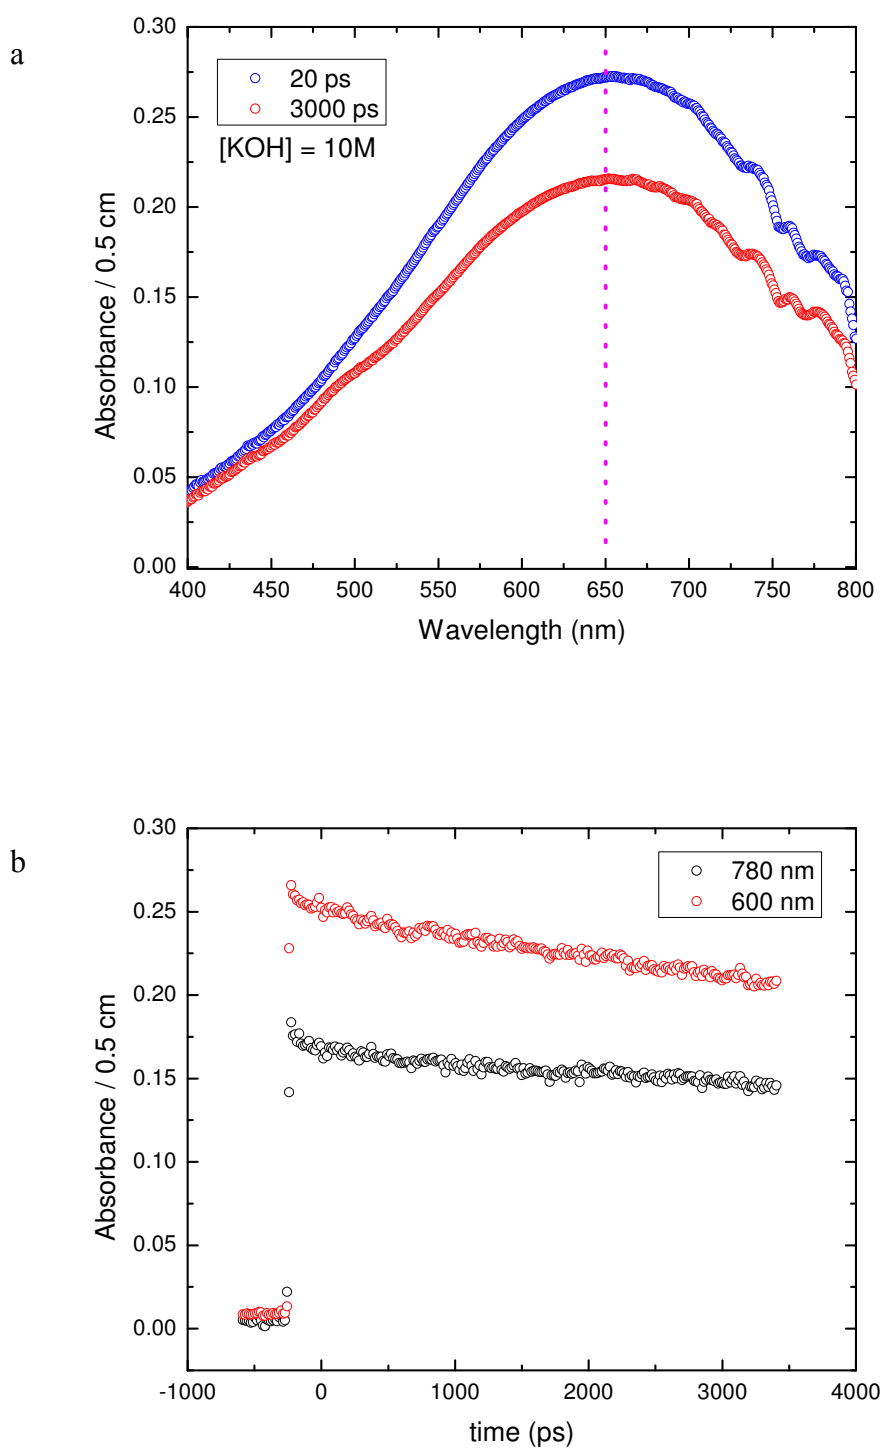 a
0.30
0.25
0.20
0.15
0.10
0.05
0.00
Absorbance / 0.5 cm
20 ps
3000 ps
[KOH] = 10M
400 450 500 550 600 650 700 750 800
Wavelength (nm)
b
0.30
0.25
0.20
0.15
0.10
0.05
0.00
Absorbance / 0.5 cm
780 nm
600 nm
-1000 0 1000 2000 3000 4000
time (ps)